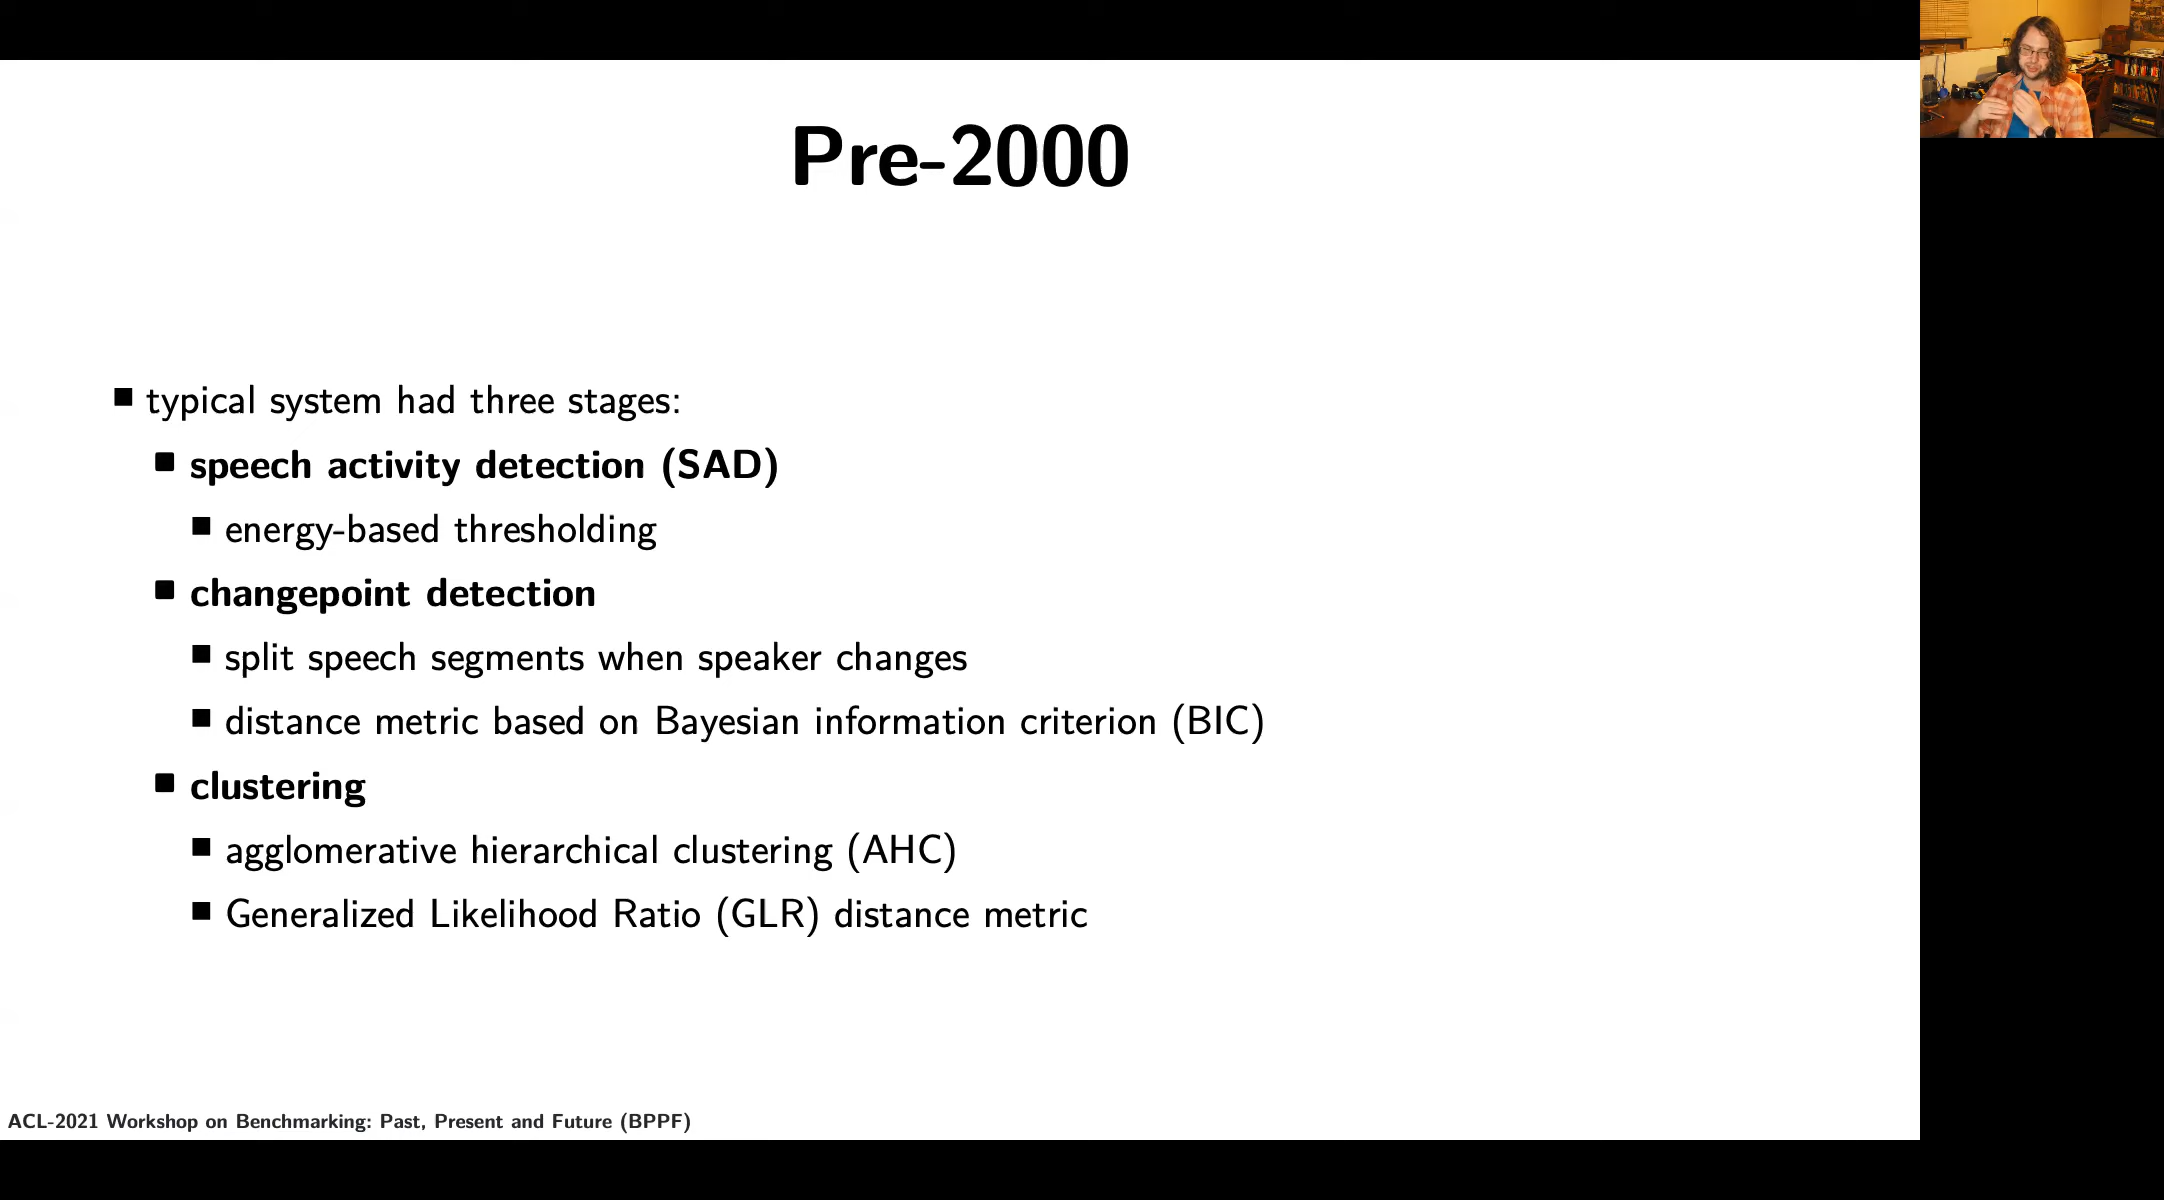 Pre-2000
typical system had three stages:
speech activity detection (SAD)
energy-based thresholding
changepoint detection
split speech segments when speaker changes
distance metric based on Bayesian information criterion (BIC)
clustering
agglomerative hierarchical clustering (AHC)
Generalized Likelihood Ratio (GLR) distance metric
ACL-2021 Workshop on Benchmarking: Past, Present and Future (BPPF)